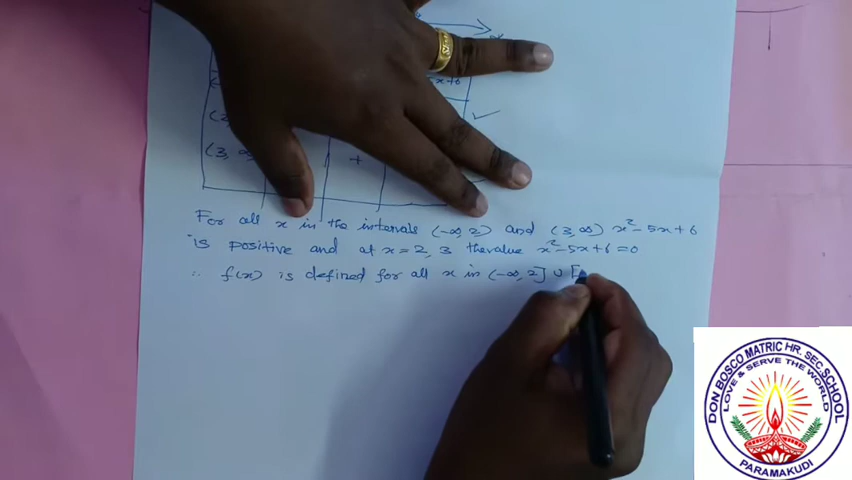 x+6
(3, ∞
+
For all x in the intervals (-∞, 2) and (3, ∞) x²-5x+6
is positive and at x = 2, 3 the value x²-5x+6 = 0
∴ f(x) is defined for all x in (-∞, 2] ∪ [
DON BOSCO MATRIC HR. SEC. SCHOOL
LOVE & SERVE THE WORLD
PARAMAKUDI